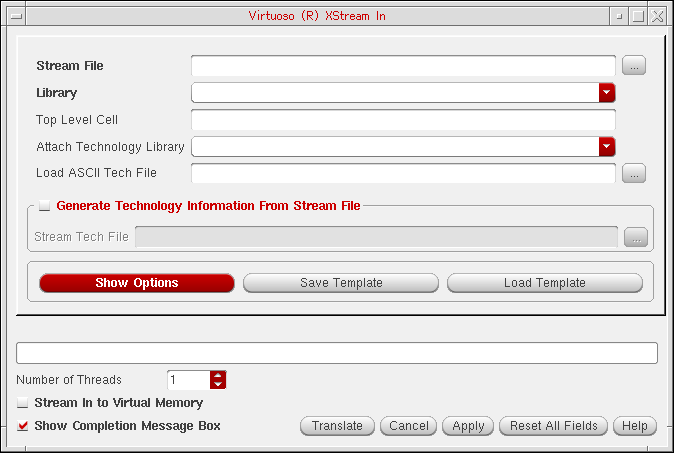 Virtuoso (R) XStream In
Stream File ...
Library
Top Level Cell
Attach Technology Library
Load ASCII Tech File ...
Generate Technology Information From Stream File
Stream Tech File ...
Show Options Save Template Load Template
Number of Threads 1
Stream In to Virtual Memory
Show Completion Message Box Translate Cancel Apply Reset All Fields Help